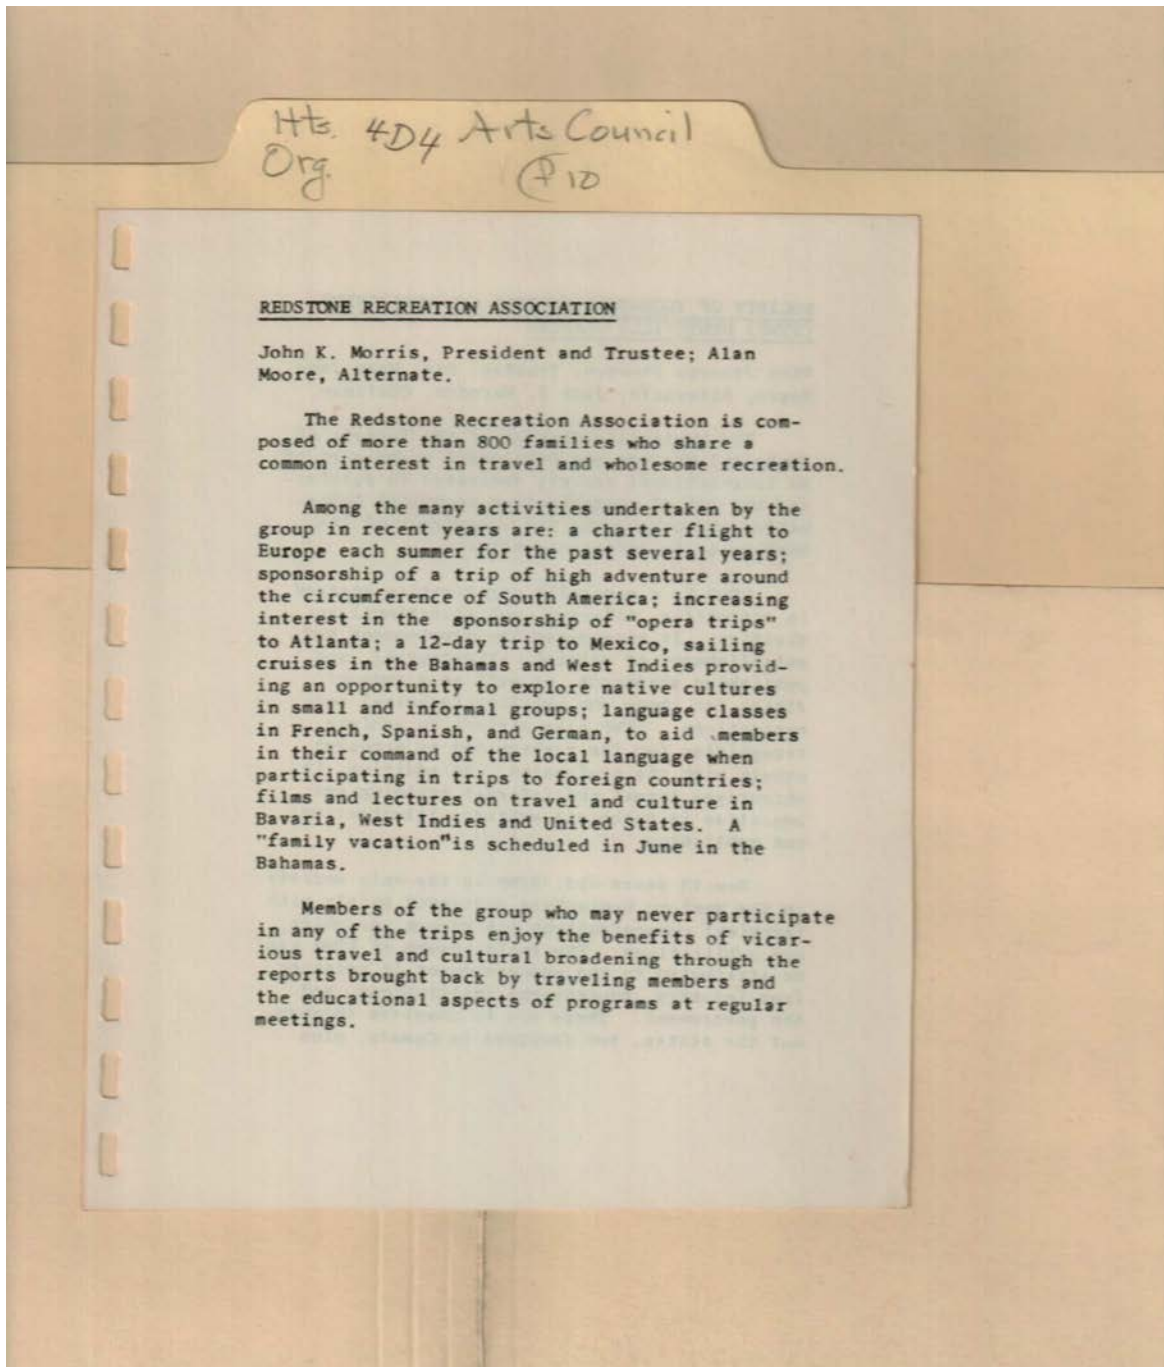 Hts. 4D4 Arts Council
Org. P10
REDSTONE RECREATION ASSOCIATION
John K. Morris, President and Trustee; Alan
Moore, Alternate.
The Redstone Recreation Association is com-
posed of more than 800 families who share a
common interest in travel and wholesome recreation.
Among the many activities undertaken by the
group in recent years are: a charter flight to
Europe each summer for the past several years;
sponsorship of a trip of high adventure around
the circumference of South America; increasing
interest in the sponsorship of "opera trips"
to Atlanta; a 12-day trip to Mexico, sailing
cruises in the Bahamas and West Indies provid-
ing an opportunity to explore native cultures
in small and informal groups; language classes
in French, Spanish, and German, to aid members
in their command of the local language when
participating in trips to foreign countries;
films and lectures on travel and culture in
Bavaria, West Indies and United States. A
"family vacation"is scheduled in June in the
Bahamas.
Members of the group who may never participate
in any of the trips enjoy the benefits of vicar-
ious travel and cultural broadening through the
reports brought back by traveling members and
the educational aspects of programs at regular
meetings.